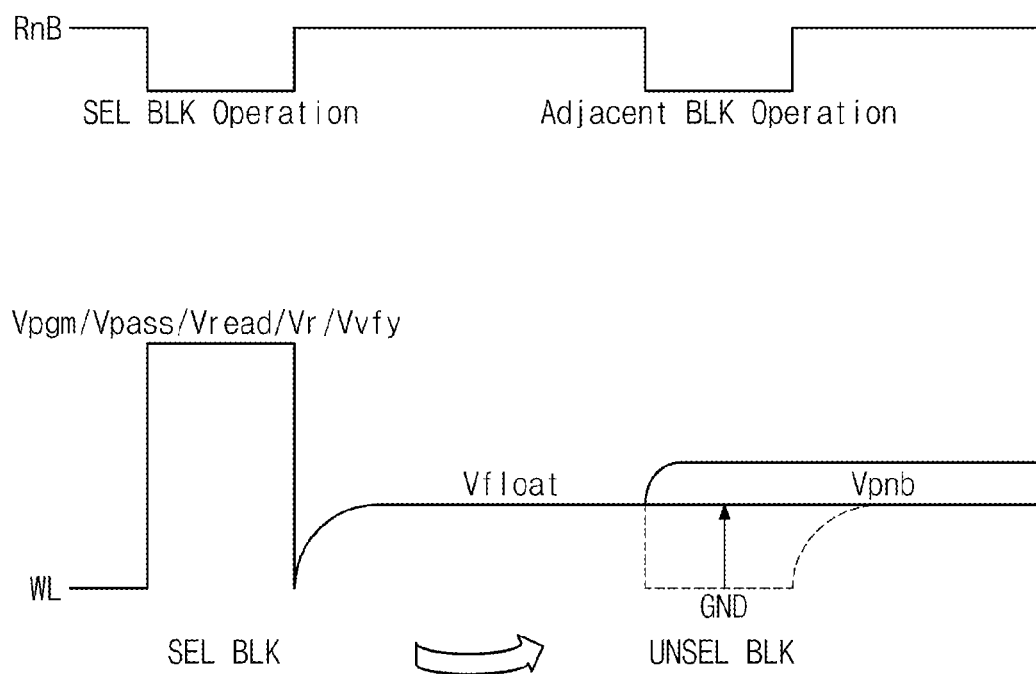 RnB
SEL BLK Operation
Adjacent BLK Operation
Vpgm/Vpass/Vread/Vr/Vvfy
Vfloat
Vpnb
WL
GND
SEL BLK
UNSEL BLK